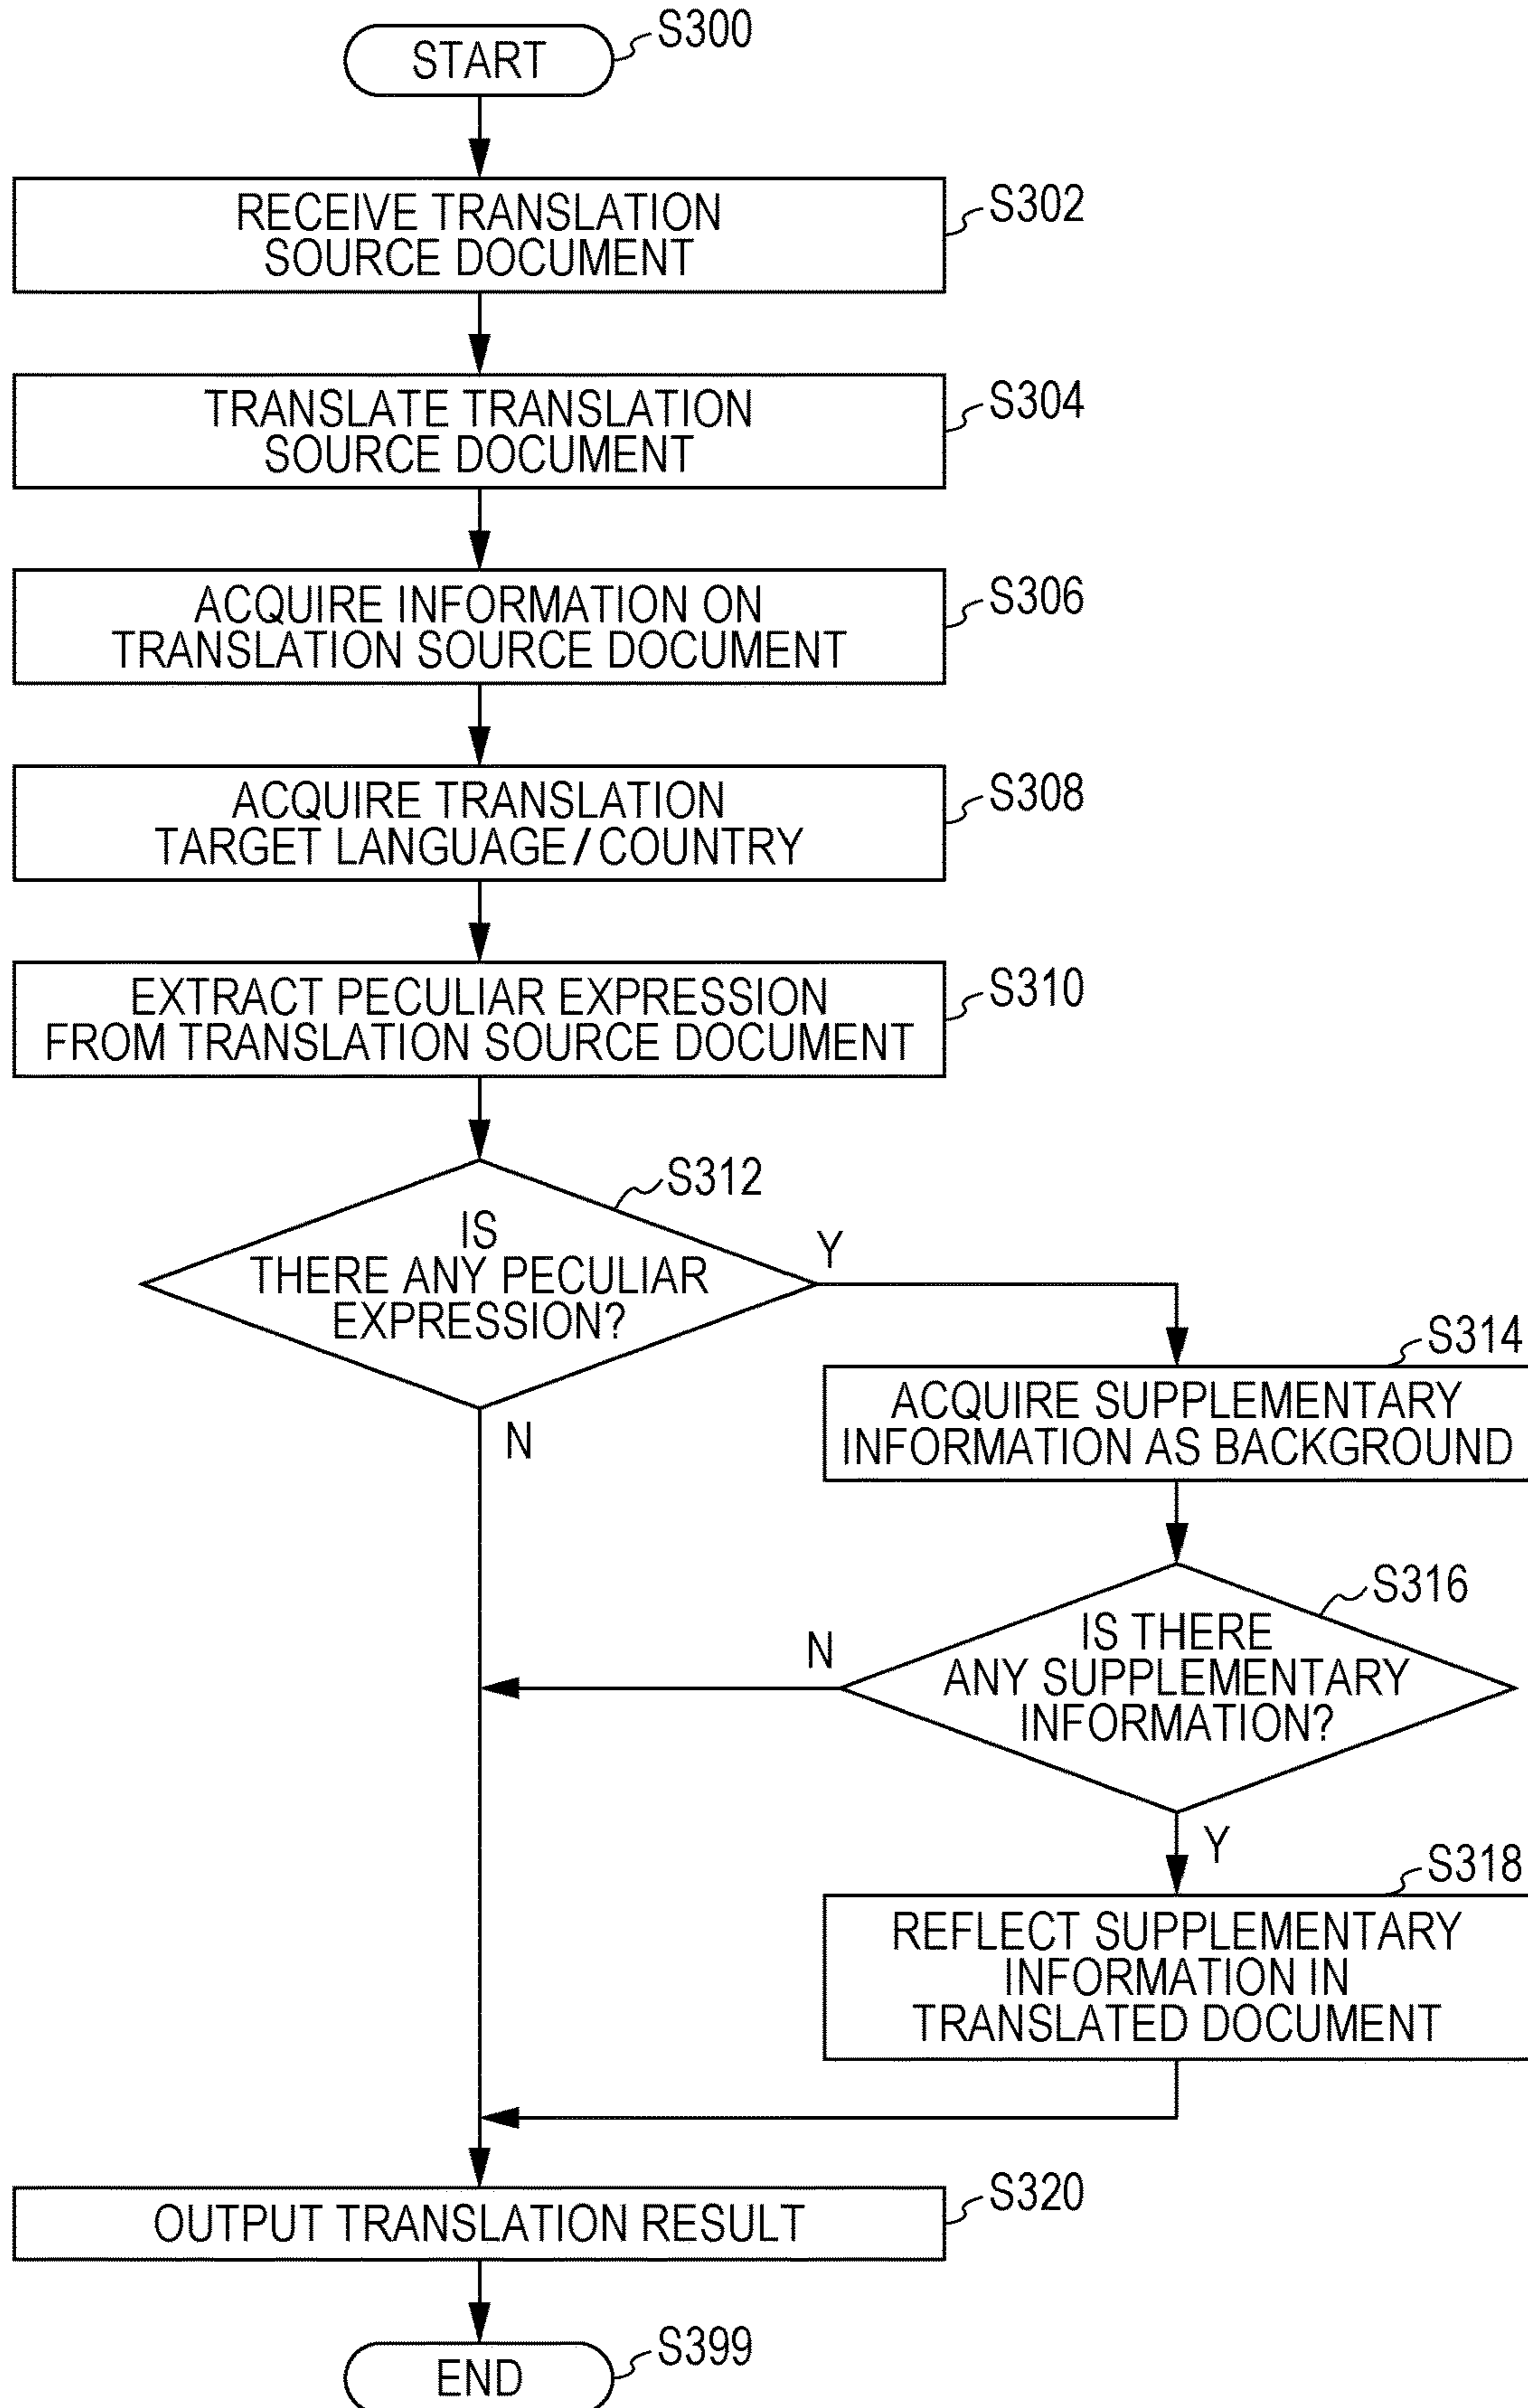 START
S300
RECEIVE TRANSLATION
SOURCE DOCUMENT
S302
TRANSLATE TRANSLATION
SOURCE DOCUMENT
S304
ACQUIRE INFORMATION ON
TRANSLATION SOURCE DOCUMENT
S306
ACQUIRE TRANSLATION
TARGET LANGUAGE/COUNTRY
S308
EXTRACT PECULIAR EXPRESSION
FROM TRANSLATION SOURCE DOCUMENT
S310
S312
IS
THERE ANY PECULIAR
EXPRESSION?
Y
N
S314
ACQUIRE SUPPLEMENTARY
INFORMATION AS BACKGROUND
S316
IS THERE
ANY SUPPLEMENTARY
INFORMATION?
N
Y
S318
REFLECT SUPPLEMENTARY
INFORMATION IN
TRANSLATED DOCUMENT
OUTPUT TRANSLATION RESULT
S320
END
S399